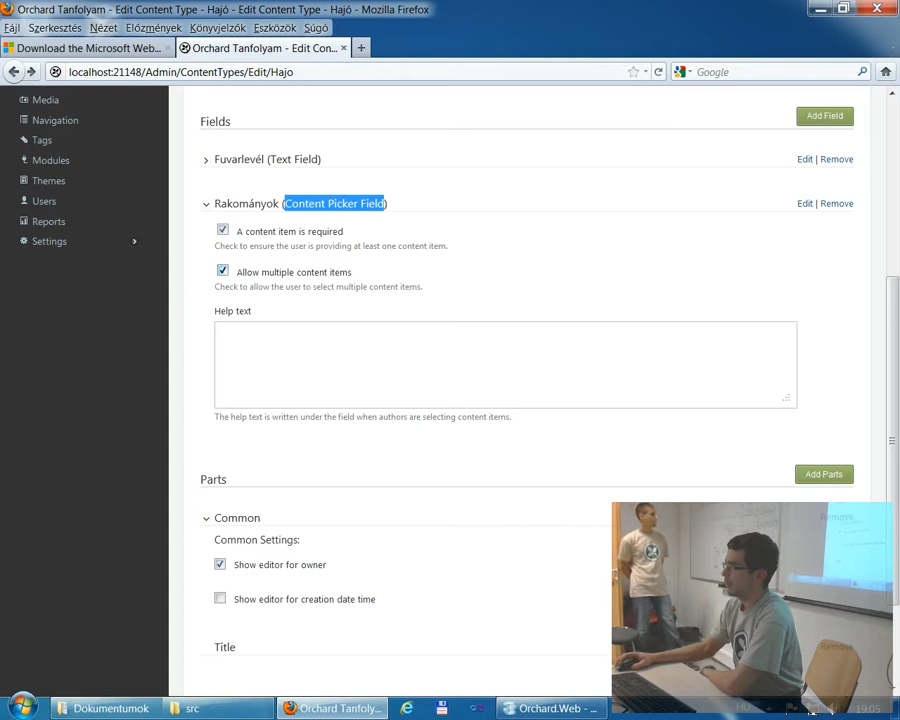 Orchard Tanfolyam - Edit Content Type - Hajó - Edit Content Type - Hajó - Mozilla Firefox
Fájl Szerkesztés Nézet Előzmények Könyvjelzők Eszközök Súgó
Download the Microsoft Web... Orchard Tanfolyam - Edit Con...
localhost:21148/Admin/ContentTypes/Edit/Hajo Google
Media
Navigation
Tags
Modules
Themes
Users
Reports
Settings
Fields Add Field
Fuvarlevél (Text Field) Edit | Remove
Rakományok (Content Picker Field) Edit | Remove
A content item is required
Check to ensure the user is providing at least one content item.
Allow multiple content items
Check to allow the user to select multiple content items.
Help text
The help text is written under the field when authors are selecting content items.
Parts Add Parts
Common Remove
Common Settings:
Show editor for owner
Show editor for creation date time
Title Remove
Dokumentumok src Orchard Tanfoly... Orchard.Web - ... HU 19:05